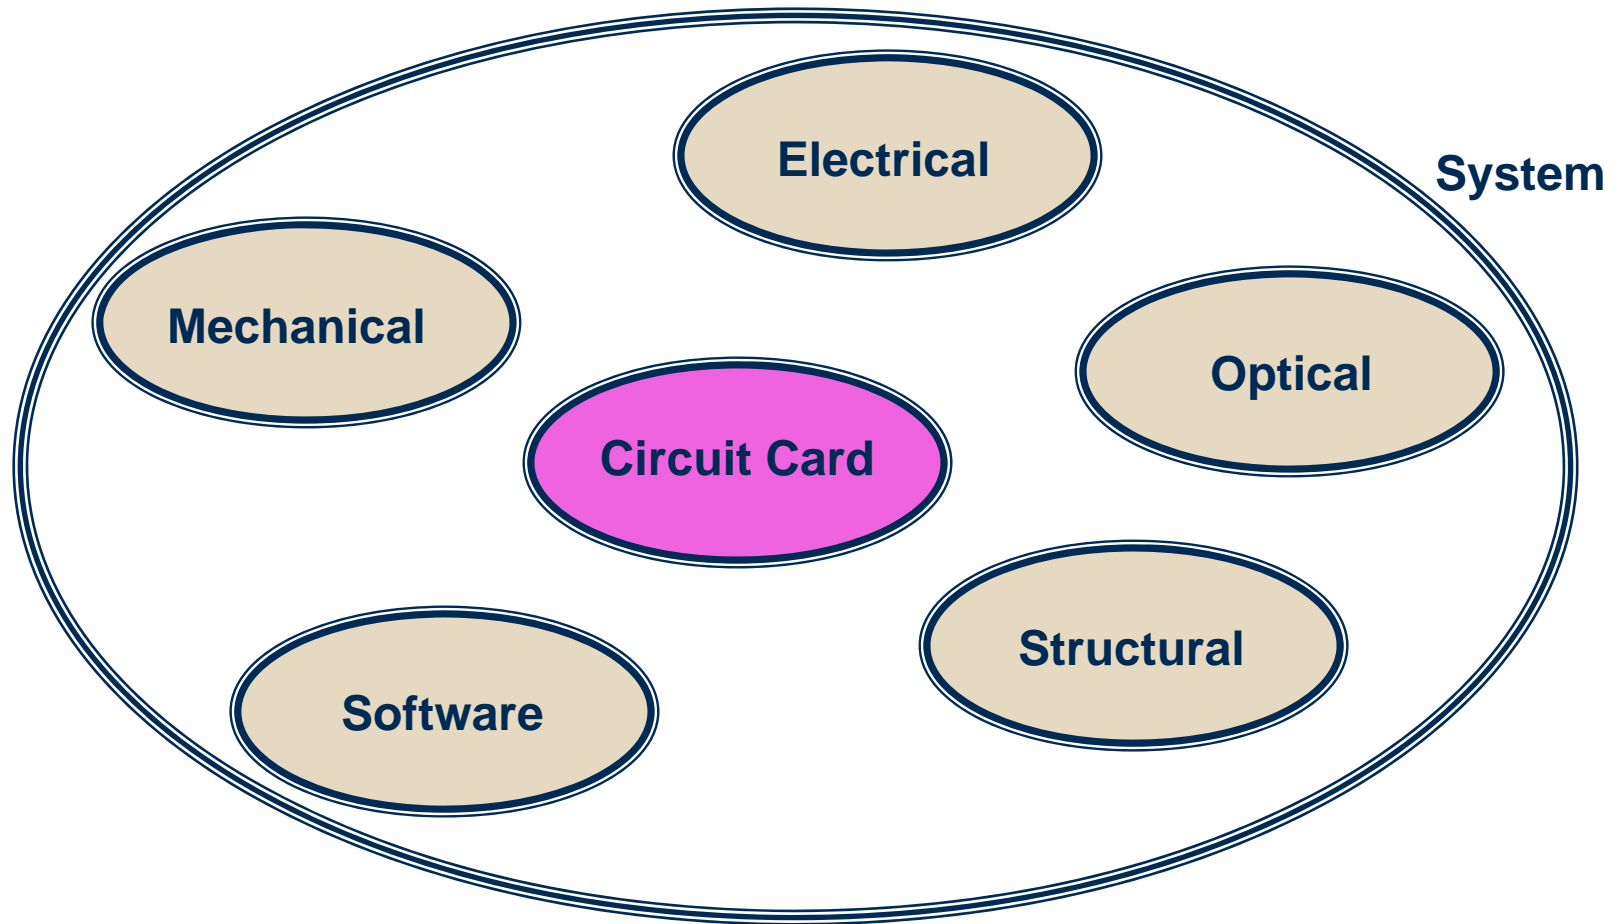 Electrical
System
Mechanical
Optical
Circuit Card
Structural
Software